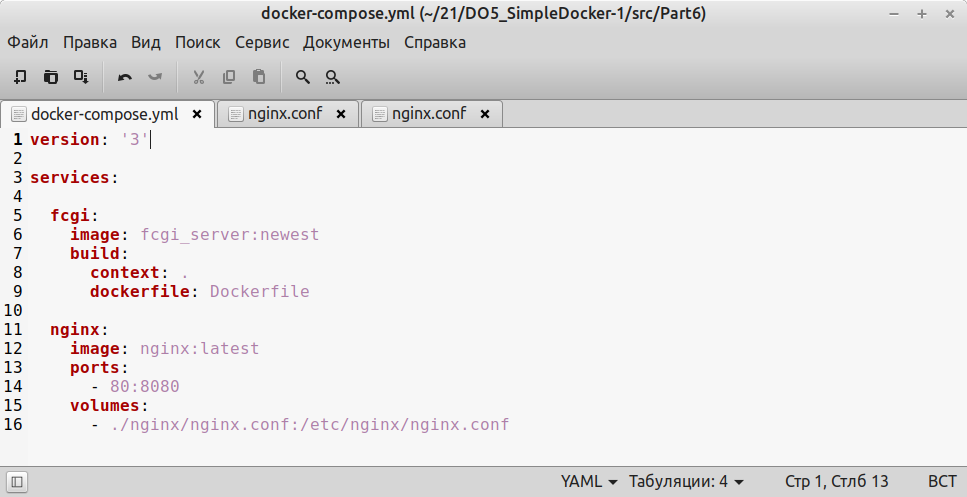 docker-compose.yml (~/21/DO5_SimpleDocker-1/src/Part6)
Файл Правка Вид Поиск Сервис Документы Справка
docker-compose.yml nginx.conf nginx.conf
1 version: '3'
2
3 services:
4
5   fcgi:
6     image: fcgi_server:newest
7     build:
8       context: .
9       dockerfile: Dockerfile
10
11   nginx:
12     image: nginx:latest
13     ports:
14       - 80:8080
15     volumes:
16       - ./nginx/nginx.conf:/etc/nginx/nginx.conf
YAML Табуляции: 4 Стр 1, Стлб 13 ВСТ